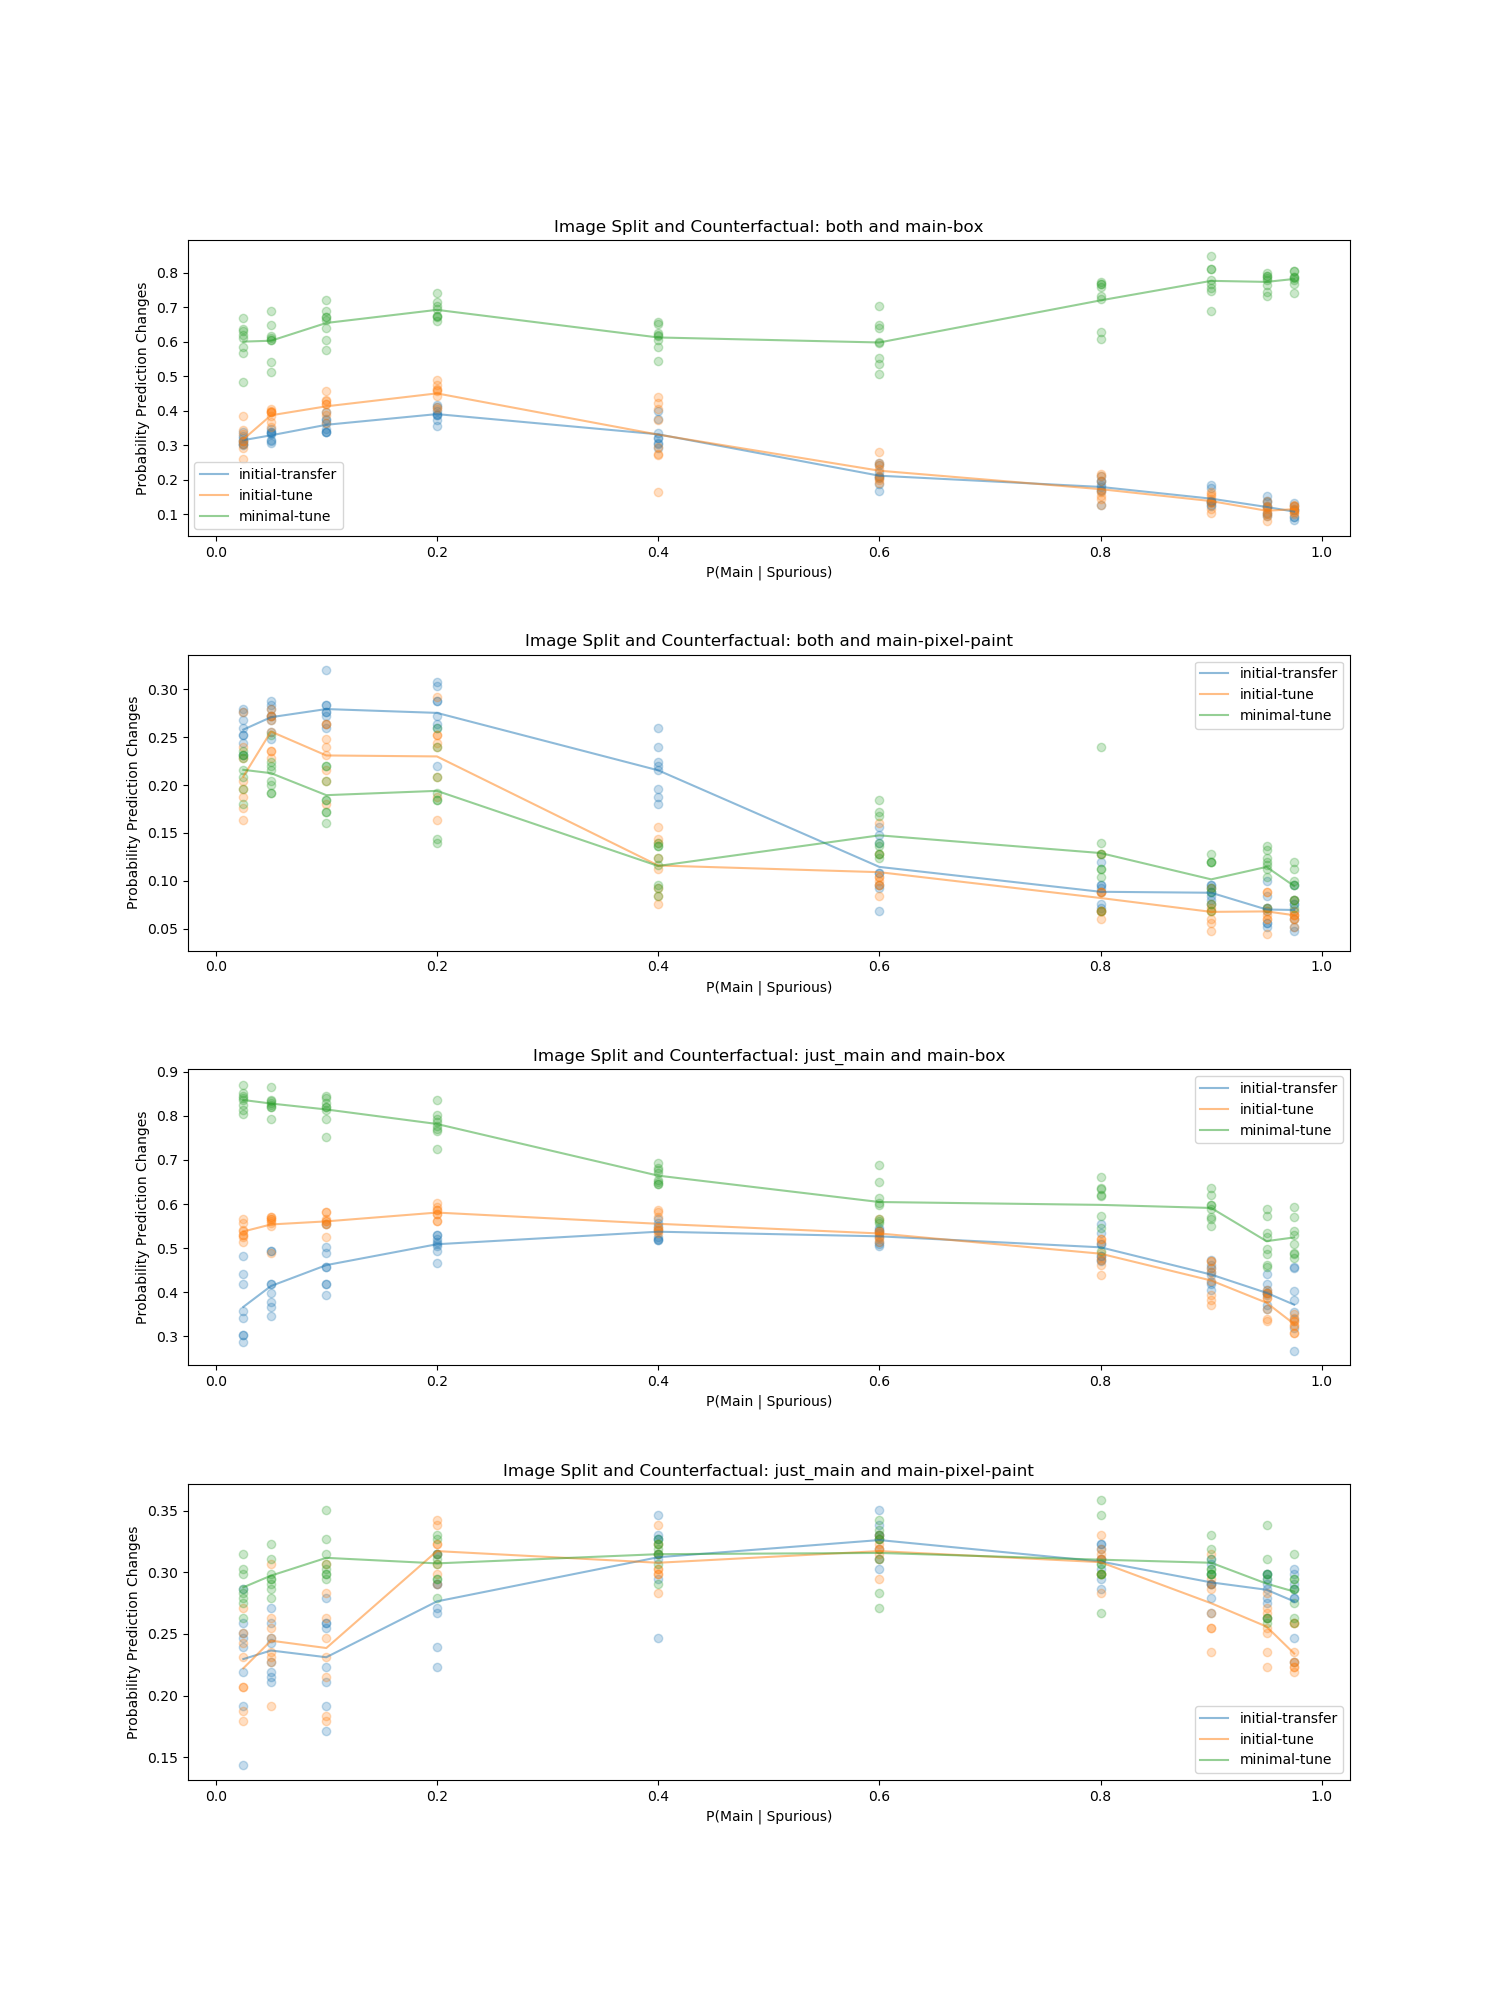 Image Split and Counterfactual: both and main-box
Probability Prediction Changes
0.8
0.7
0.6
0.5
0.4
0.3
0.2
0.1
initial-transfer
initial-tune
minimal-tune
0.0 0.2 0.4 0.6 0.8 1.0
P(Main | Spurious)
Image Split and Counterfactual: both and main-pixel-paint
Probability Prediction Changes
0.30
0.25
0.20
0.15
0.10
0.05
initial-transfer
initial-tune
minimal-tune
0.0 0.2 0.4 0.6 0.8 1.0
P(Main | Spurious)
Image Split and Counterfactual: just_main and main-box
Probability Prediction Changes
0.9
0.8
0.7
0.6
0.5
0.4
0.3
initial-transfer
initial-tune
minimal-tune
0.0 0.2 0.4 0.6 0.8 1.0
P(Main | Spurious)
Image Split and Counterfactual: just_main and main-pixel-paint
Probability Prediction Changes
0.35
0.30
0.25
0.20
0.15
initial-transfer
initial-tune
minimal-tune
0.0 0.2 0.4 0.6 0.8 1.0
P(Main | Spurious)